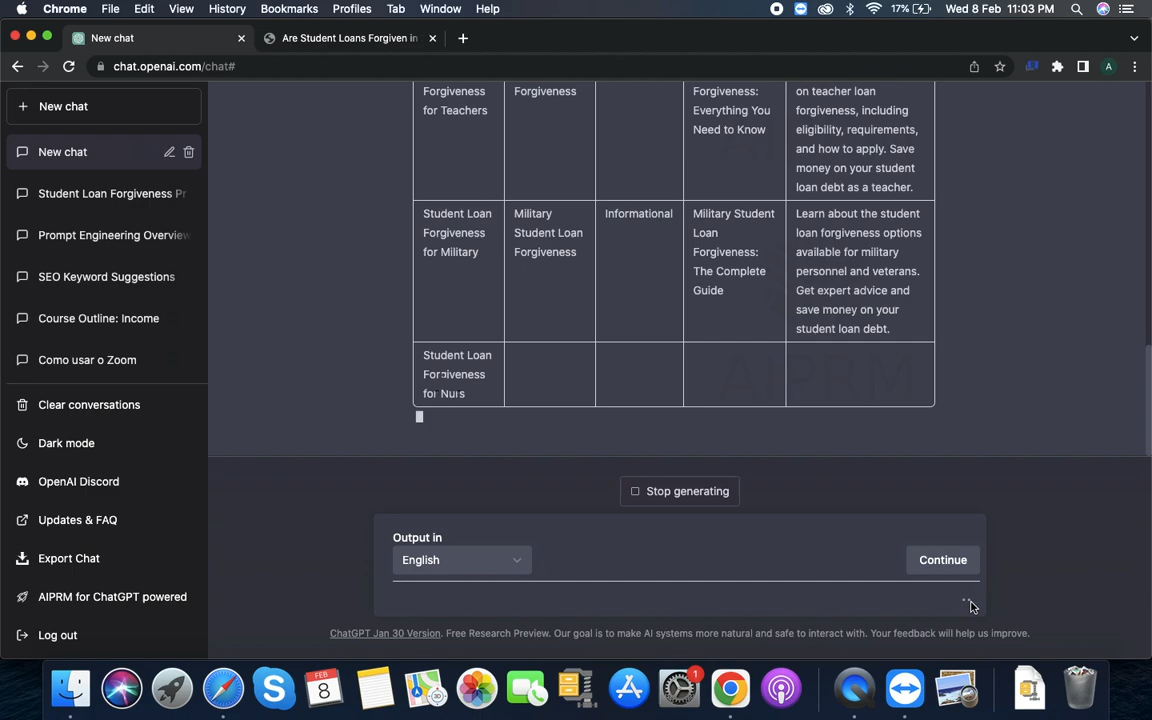 Chrome File Edit View History Bookmarks Profiles Tab Window Help 17% Wed 8 Feb 11:03 PM
New chat
Are Student Loans Forgiven in
chat.openai.com/chat#
A
New chat
New chat
Student Loan Forgiveness Pr
Prompt Engineering Overview
SEO Keyword Suggestions
Course Outline: Income
Como usar o Zoom
Clear conversations
Dark mode
OpenAI Discord
Updates & FAQ
Export Chat
AIPRM for ChatGPT powered
Log out
Forgiveness
for Teachers
Forgiveness
Forgiveness:
Everything You
Need to Know
on teacher loan
forgiveness, including
eligibility, requirements,
and how to apply. Save
money on your student
loan debt as a teacher.
Student Loan
Forgiveness
for Military
Military
Student Loan
Forgiveness
Informational
Military Student
Loan
Forgiveness:
The Complete
Guide
Learn about the student
loan forgiveness options
available for military
personnel and veterans.
Get expert advice and
save money on your
student loan debt.
Student Loan
Forgiveness
for Nurs
AIPRM
Stop generating
Output in
English
Continue
ChatGPT Jan 30 Version. Free Research Preview. Our goal is to make AI systems more natural and safe to interact with. Your feedback will help us improve.
FEB
8
1